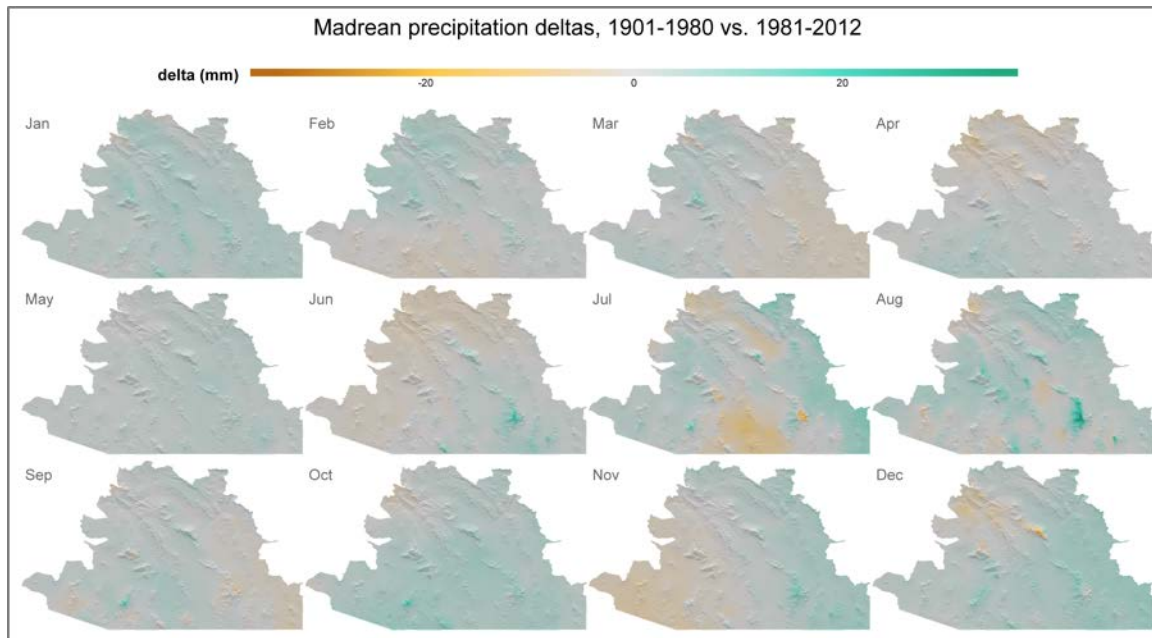 Madrean precipitation deltas, 1901-1980 vs. 1981-2012
delta (mm)
-20 0 20
Jan Feb Mar Apr
May Jun Jul Aug
Sep Oct Nov Dec